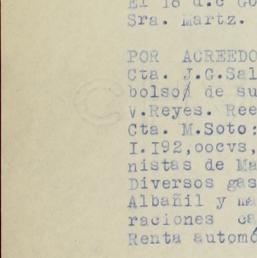 El 18 d.c Go
Sra. Martz.
POR ACREEDO
Cta. J.G.Sal
bolso de su
V.Reyes. Ree
Cta. M.Soto:
I.I92,oocvs,
nistas de Ma
Diversos gas
Albañil y ma
raciones ca
Renta automó